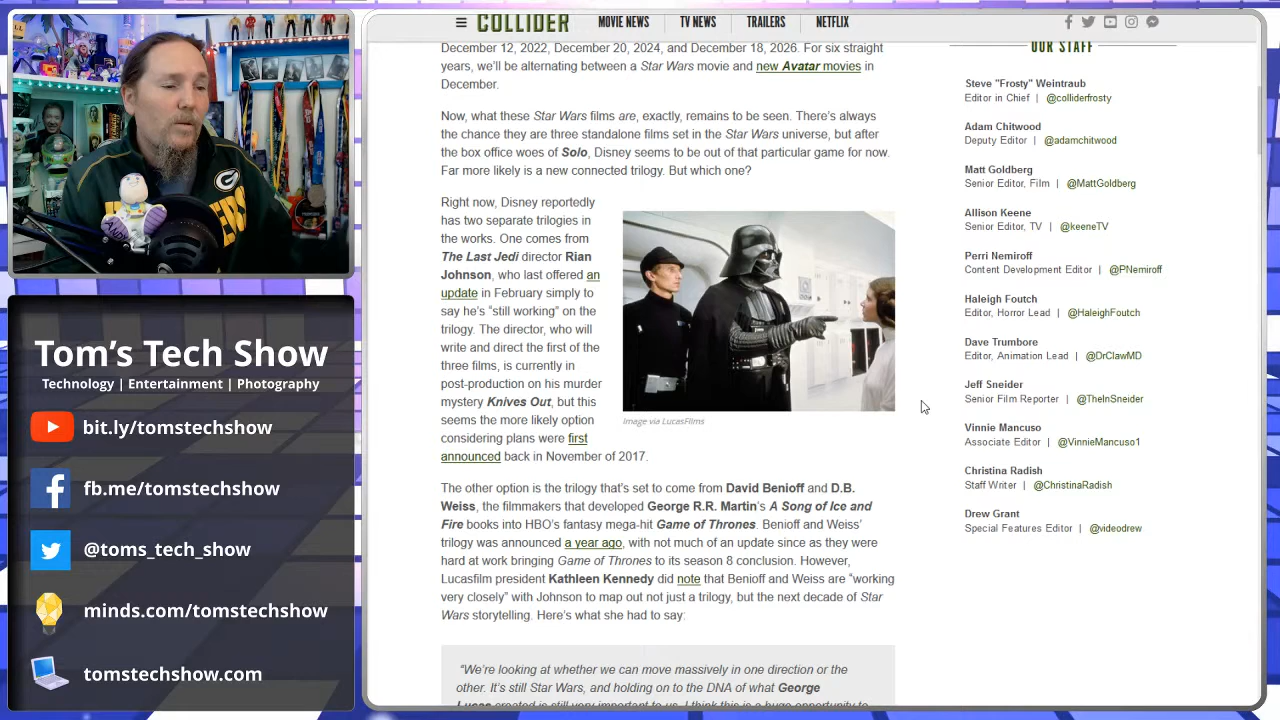 COLLIDER
MOVIE NEWS
TV NEWS
TRAILERS
NETFLIX
December 12, 2022, December 20, 2024, and December 18, 2026. For six straight
years, we'll be alternating between a Star Wars movie and new Avatar movies in
December.
Now, what these Star Wars films are, exactly, remains to be seen. There's always
the chance they are three standalone films set in the Star Wars universe, but after
the box office woes of Solo, Disney seems to be out of that particular game for now.
Far more likely is a new connected trilogy. But which one?
Right now, Disney reportedly
has two separate trilogies in
the works. One comes from
The Last Jedi director Rian
Johnson, who last offered an
update in February simply to
say he's "still working" on the
trilogy. The director, who will
write and direct the first of the
three films, is currently in
post-production on his murder
mystery Knives Out, but this
seems the more likely option
considering plans were first
announced back in November of 2017.
Image via LucasFilms
The other option is the trilogy that's set to come from David Benioff and D.B.
Weiss, the filmmakers that developed George R.R. Martin's A Song of Ice and
Fire books into HBO's fantasy mega-hit Game of Thrones. Benioff and Weiss'
trilogy was announced a year ago, with not much of an update since as they were
hard at work bringing Game of Thrones to its season 8 conclusion. However,
Lucasfilm president Kathleen Kennedy did note that Benioff and Weiss are "working
very closely" with Johnson to map out not just a trilogy, but the next decade of Star
Wars storytelling. Here's what she had to say:
"We're looking at whether we can move massively in one direction or the
other. It's still Star Wars, and holding on to the DNA of what George
Lucas created is still very important to us. I think this is a huge opportunity to
OUR STAFF
Steve "Frosty" Weintraub
Editor in Chief | @colliderfrosty
Adam Chitwood
Deputy Editor | @adamchitwood
Matt Goldberg
Senior Editor, Film | @MattGoldberg
Allison Keene
Senior Editor, TV | @keeneTV
Perri Nemiroff
Content Development Editor | @PNemiroff
Haleigh Foutch
Editor, Horror Lead | @HaleighFoutch
Dave Trumbore
Editor, Animation Lead | @DrClawMD
Jeff Sneider
Senior Film Reporter | @TheInSneider
Vinnie Mancuso
Associate Editor | @VinnieMancuso1
Christina Radish
Staff Writer | @ChristinaRadish
Drew Grant
Special Features Editor | @videodrew
G
ANDY
Tom's Tech Show
Technology | Entertainment | Photography
bit.ly/tomstechshow
fb.me/tomstechshow
@toms_tech_show
minds.com/tomstechshow
tomstechshow.com